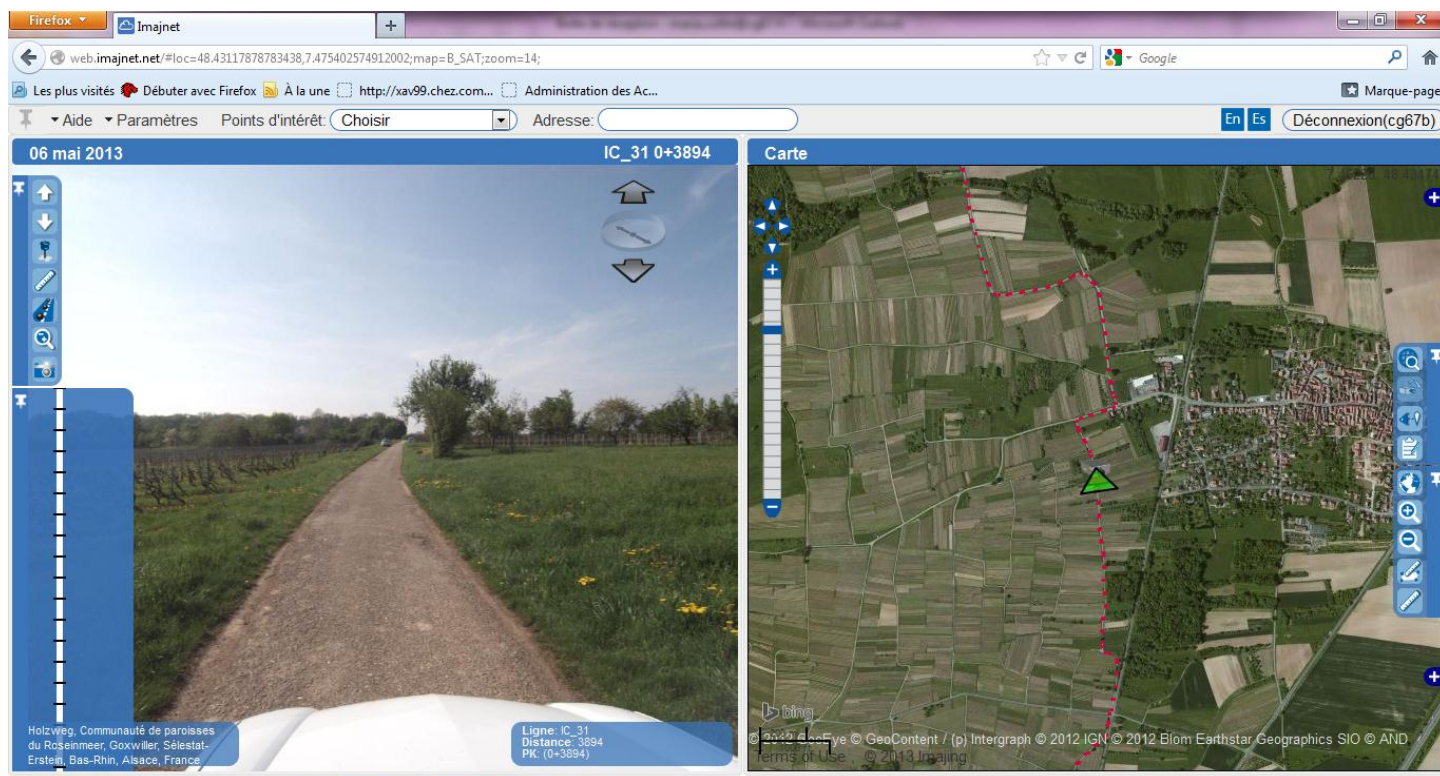 Firefox
Imajnet
web.imajnet.net/#loc=48.43117878783438,7.475402574912002;map=B_SAT;zoom=14;
Google
Les plus visités Débuter avec Firefox À la une http://xav99.chez.com... Administration des Ac...
Marque-page
Aide Paramètres Points d'intérêt: Choisir Adresse:
En Es Déconnexion(cg67b)
06 mai 2013 IC_31 0+3894
Carte
bing
Holzweg, Communauté de paroisses
du Roseinmeer, Goxwiller, Sélestat-
Erstein, Bas-Rhin, Alsace, France
Ligne: IC_31
Distance: 3894
PK: (0+3894)
© 2012 GeoEye © GeoContent / (p) Intergraph © 2012 IGN © 2012 Blom Earthstar Geographics SIO © AND
Terms of Use © 2013 Imajing